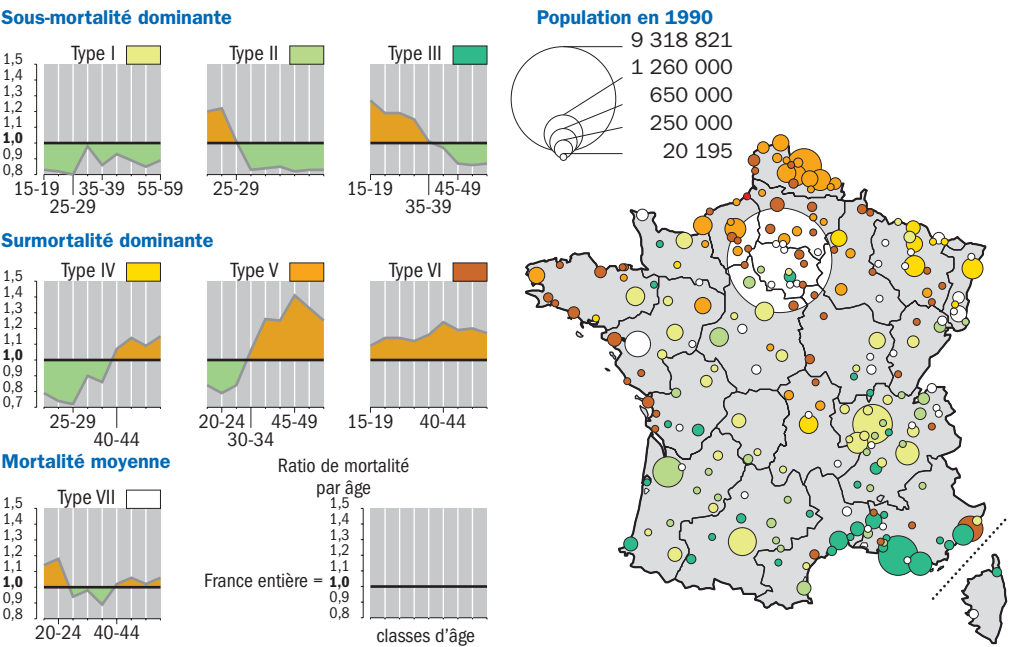 Sous-mortalité dominante
Type I
1,5
1,4
1,3
1,2
1,1
1,0
0,9
0,8
15-19 35-39 55-59
25-29
Type II
25-29
Type III
15-19 45-49
35-39
Surmortalité dominante
Type IV
1,5
1,4
1,3
1,2
1,1
1,0
0,9
0,8
0,7
25-29
40-44
Type V
20-24 45-49
30-34
Type VI
15-19 40-44
Mortalité moyenne
Type VII
1,5
1,4
1,3
1,2
1,1
1,0
0,9
0,8
20-24 40-44
Ratio de mortalité
par âge
1,5
1,4
1,3
1,2
1,1
France entière = 1,0
0,9
0,8
classes d'âge
Population en 1990
9 318 821
1 260 000
650 000
250 000
20 195